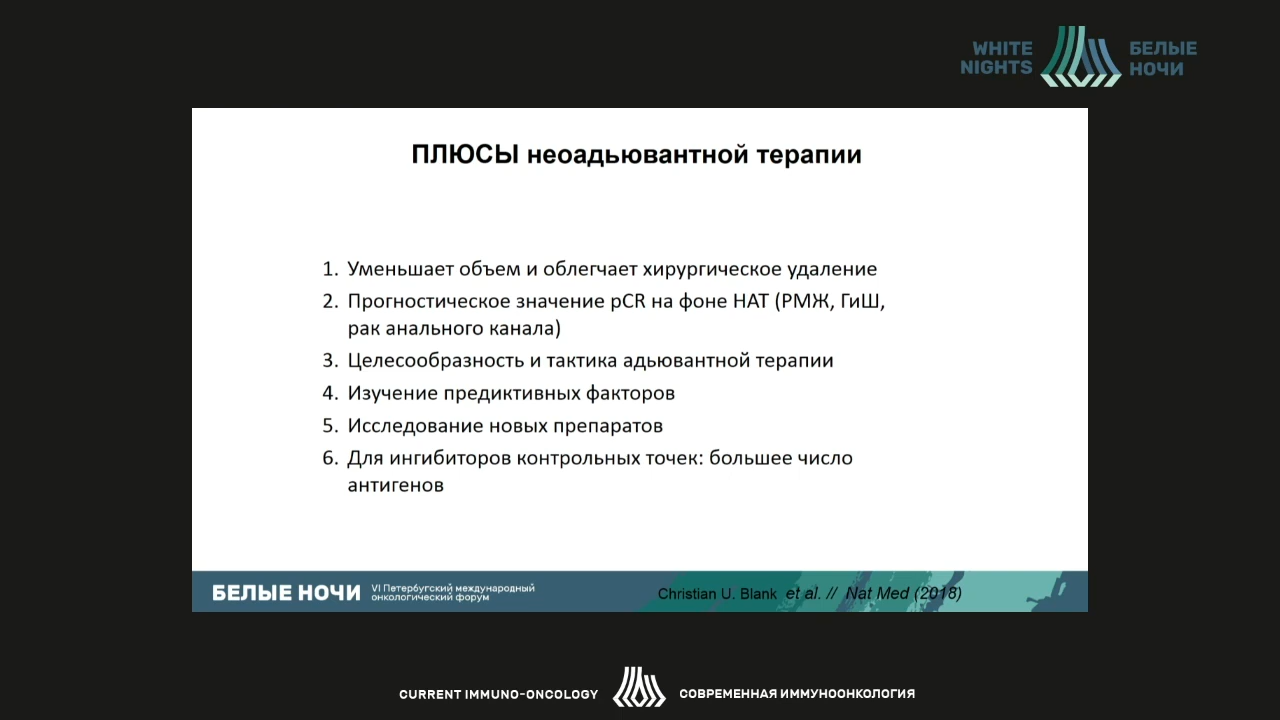 WHITE NIGHTS
БЕЛЫЕ НОЧИ
ПЛЮСЫ неоадьювантной терапии
1. Уменьшает объем и облегчает хирургическое удаление
2. Прогностическое значение pCR на фоне НАТ (РМЖ, ГиШ,
рак анального канала)
3. Целесообразность и тактика адьювантной терапии
4. Изучение предиктивных факторов
5. Исследование новых препаратов
6. Для ингибиторов контрольных точек: большее число
антигенов
БЕЛЫЕ НОЧИ
VI Петербургский международный
онкологический форум
Christian U. Blank et al. // Nat Med (2018)
CURRENT IMMUNO-ONCOLOGY
СОВРЕМЕННАЯ ИММУНООНКОЛОГИЯ